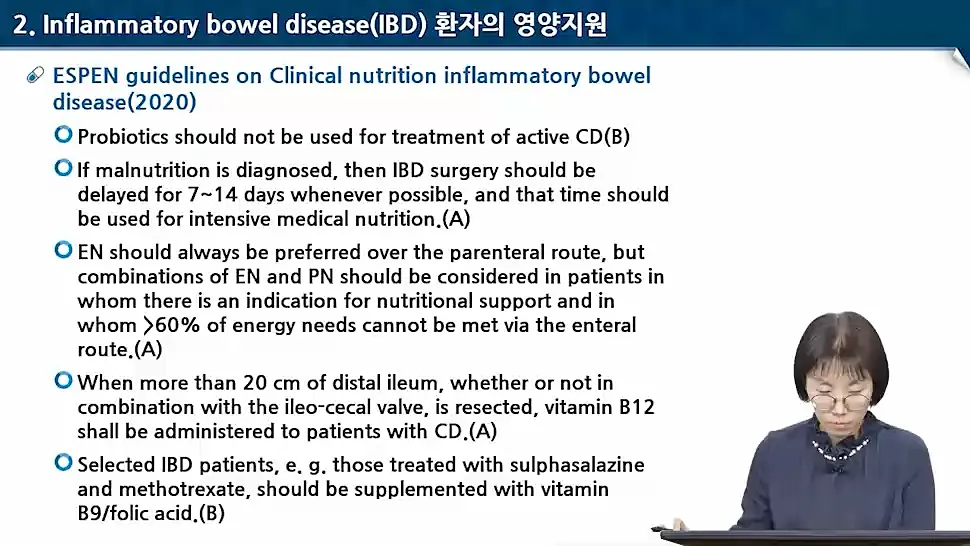 2. Inflammatory bowel disease(IBD) 환자의 영양지원
ESPEN guidelines on Clinical nutrition inflammatory bowel
disease(2020)
Probiotics should not be used for treatment of active CD(B)
If malnutrition is diagnosed, then IBD surgery should be
delayed for 7~14 days whenever possible, and that time should
be used for intensive medical nutrition.(A)
EN should always be preferred over the parenteral route, but
combinations of EN and PN should be considered in patients in
whom there is an indication for nutritional support and in
whom >60% of energy needs cannot be met via the enteral
route.(A)
When more than 20 cm of distal ileum, whether or not in
combination with the ileo-cecal valve, is resected, vitamin B12
shall be administered to patients with CD.(A)
Selected IBD patients, e. g. those treated with sulphasalazine
and methotrexate, should be supplemented with vitamin
B9/folic acid.(B)